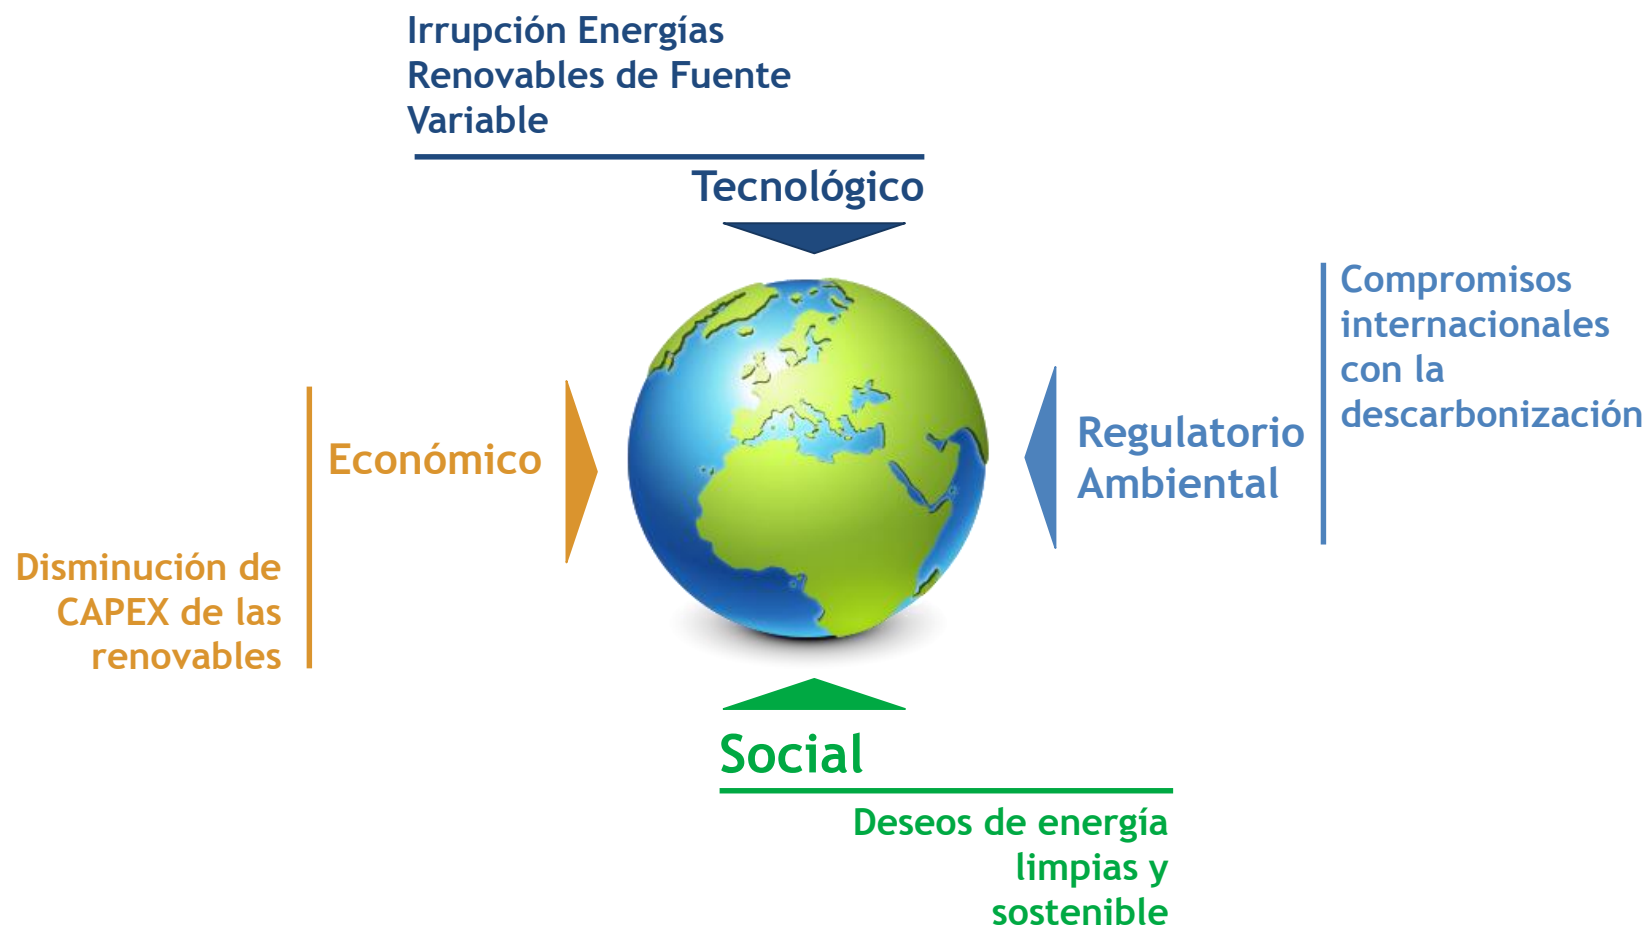 Irrupción Energías
Renovables de Fuente
Variable
Tecnológico
Compromisos
internacionales
con la
descarbonización
Regulatorio
Ambiental
Económico
Disminución de
CAPEX de las
renovables
Social
Deseos de energía
limpias y
sostenible